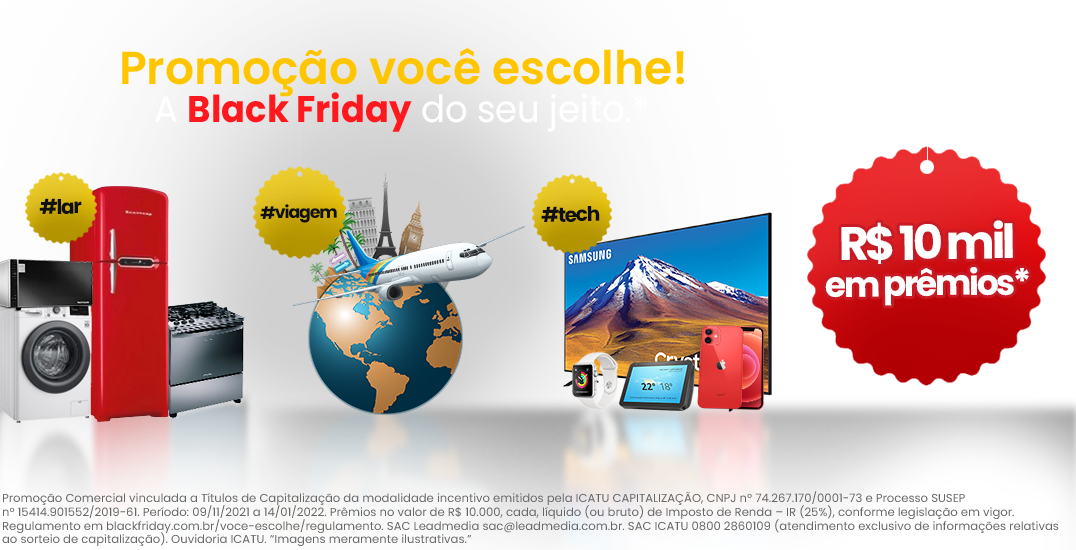 Promoção você escolhe!
A Black Friday do seu jeito.*
#lar
#viagem
#tech
SAMSUNG
Cryst
22° 18°
R$ 10 mil
em prêmios*
Promoção Comercial vinculada a Títulos de Capitalização da modalidade incentivo emitidos pela ICATU CAPITALIZAÇÃO, CNPJ nº 74.267.170/0001-73 e Processo SUSEP
nº 15414.901552/2019-61. Período: 09/11/2021 a 14/01/2022. Prêmios no valor de R$ 10.000, cada, líquido (ou bruto) de Imposto de Renda – IR (25%), conforme legislação em vigor.
Regulamento em blackfriday.com.br/voce-escolhe/regulamento. SAC Leadmedia sac@leadmedia.com.br. SAC ICATU 0800 2860109 (atendimento exclusivo de informações relativas
ao sorteio de capitalização). Ouvidoria ICATU. “Imagens meramente ilustrativas.”